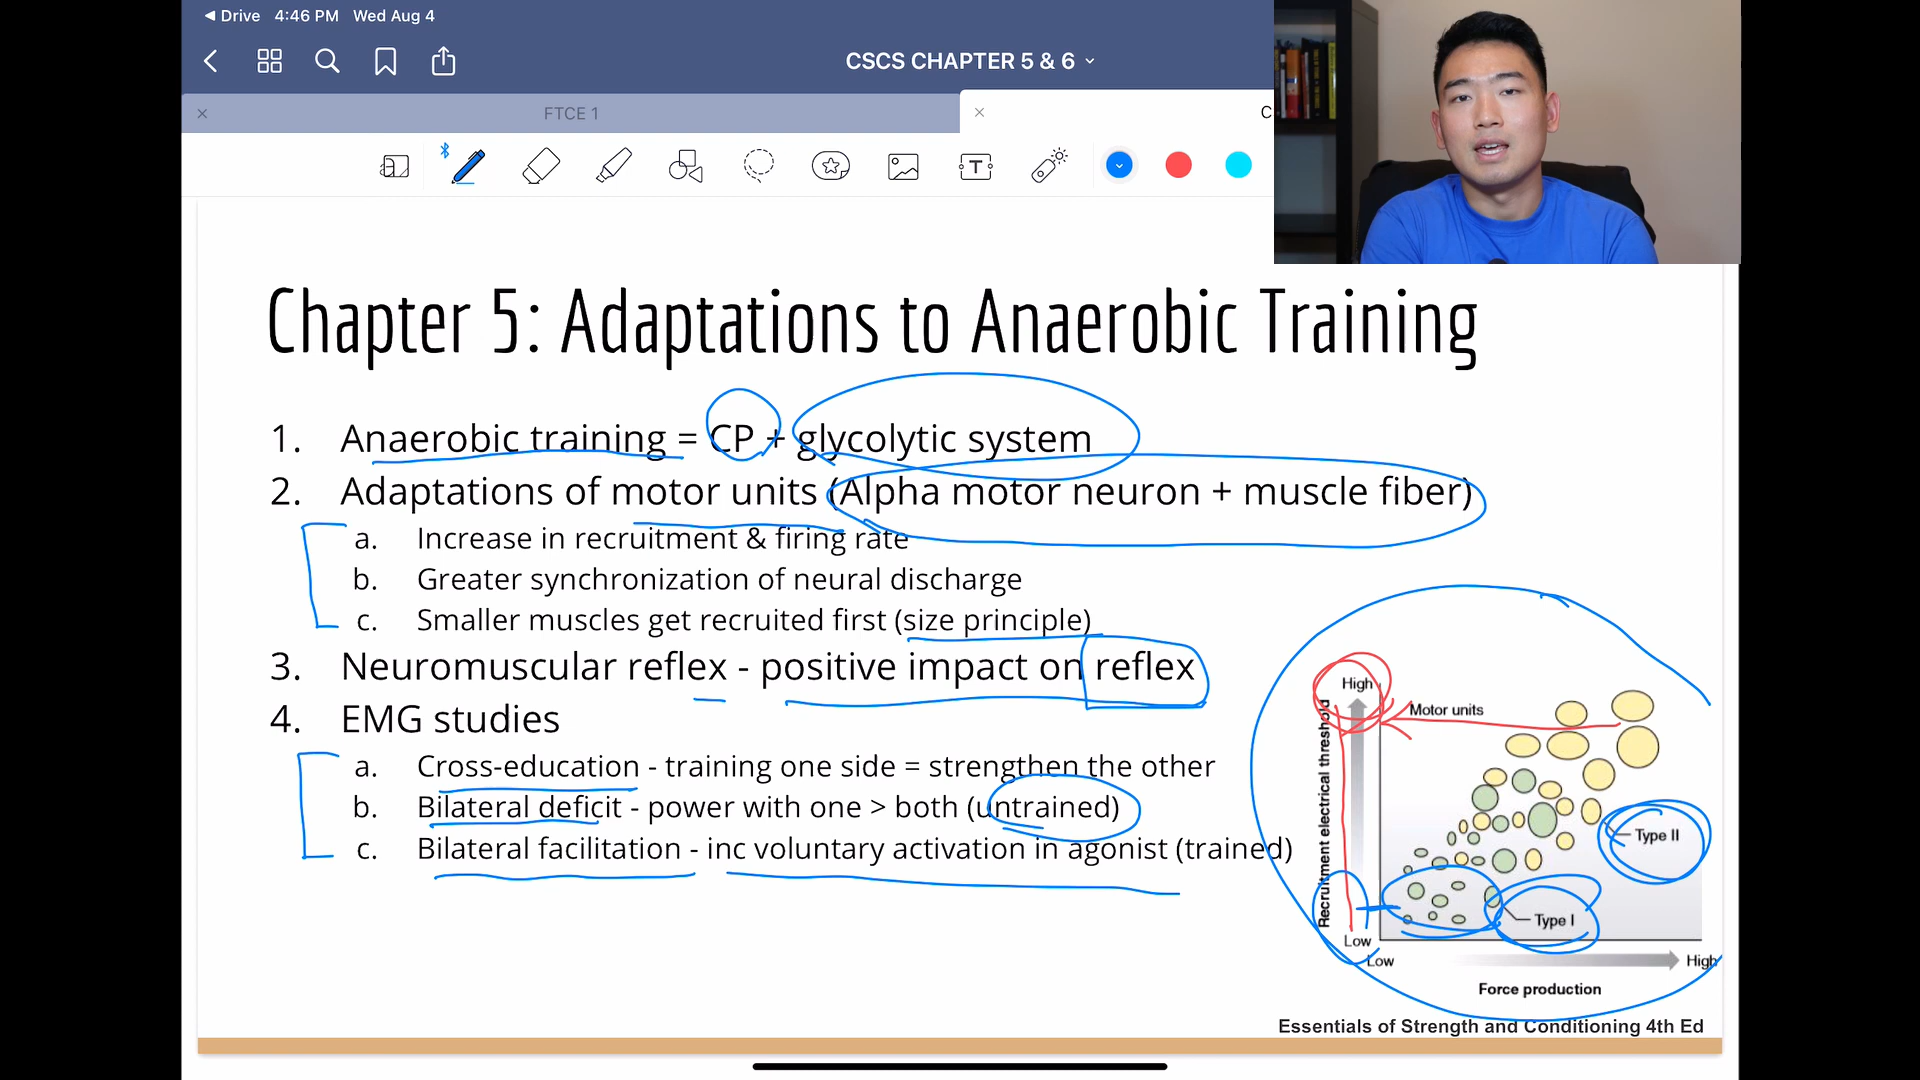 Drive 4:46 PM Wed Aug 4
CSCS CHAPTER 5 & 6
FTCE 1
C
T
Chapter 5: Adaptations to Anaerobic Training
1. Anaerobic training = CP + glycolytic system
2. Adaptations of motor units (Alpha motor neuron + muscle fiber)
a. Increase in recruitment & firing rate
b. Greater synchronization of neural discharge
c. Smaller muscles get recruited first (size principle)
3. Neuromuscular reflex - positive impact on reflex
4. EMG studies
a. Cross-education - training one side = strengthen the other
b. Bilateral deficit - power with one > both (untrained)
c. Bilateral facilitation - inc voluntary activation in agonist (trained)
High
Motor units
Recruitment electrical threshold
Type II
Type I
Low
Low
High
Force production
Essentials of Strength and Conditioning 4th Ed